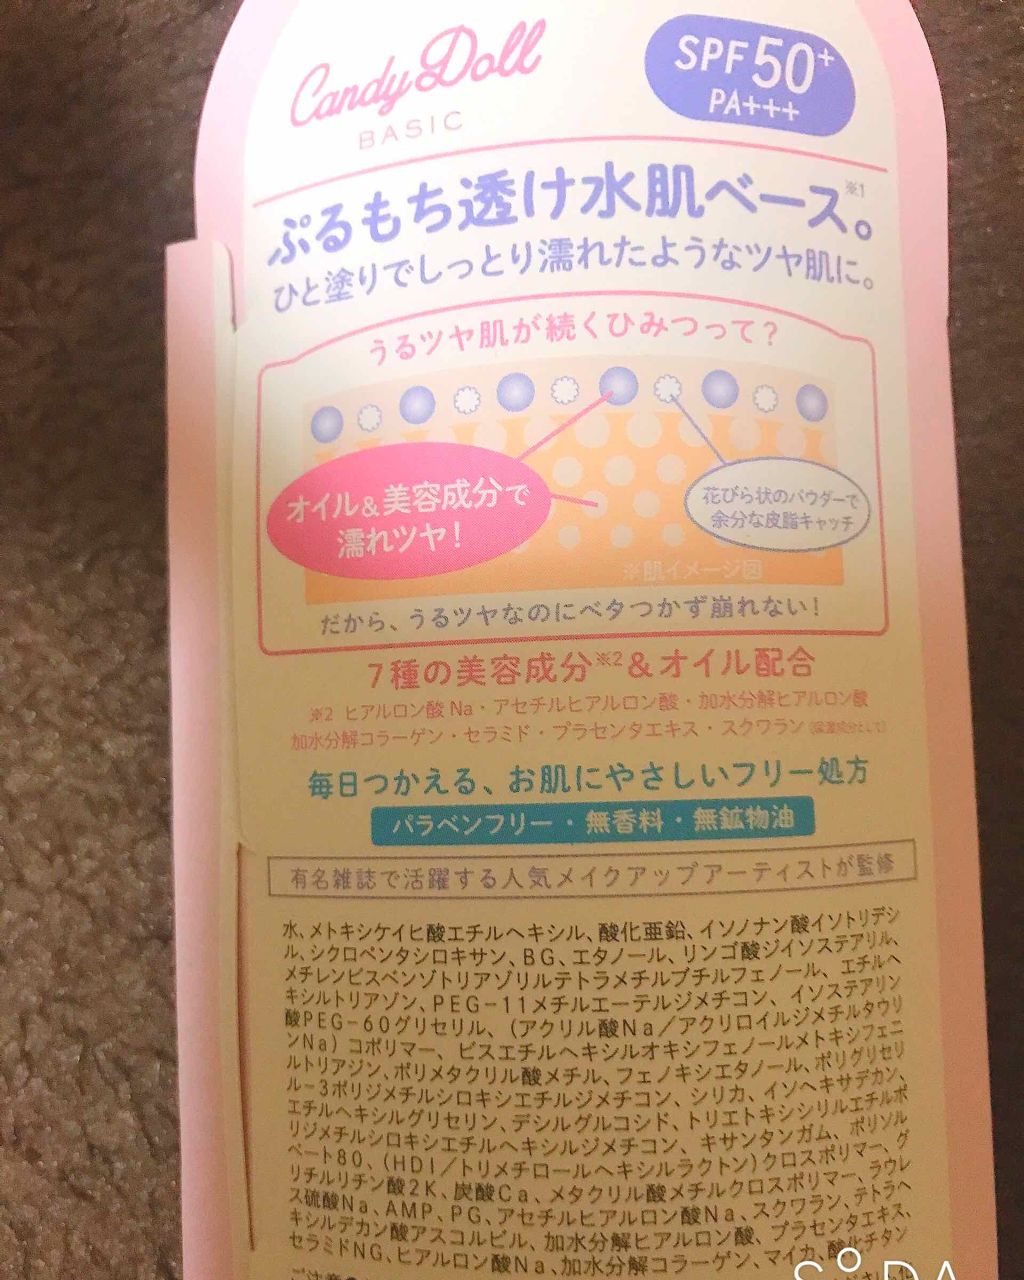 Candy Doll
BASIC
SPF50+
PA+++
ぷるもち透け水肌ベース。※1
ひと塗りでしっとり濡れたようなツヤ肌に。
うるツヤ肌が続くひみつって?
オイル&美容成分で
濡れツヤ!
花びら状のパウダーで
余分な皮脂キャッチ
※肌イメージ図
だから、うるツヤなのにベタつかず崩れない!
7種の美容成分※2&オイル配合
※2 ヒアルロン酸Na・アセチルヒアルロン酸・加水分解ヒアルロン酸
加水分解コラーゲン・セラミド・プラセンタエキス・スクワラン(保湿成分として)
毎日つかえる、お肌にやさしいフリー処方
パラベンフリー・無香料・無鉱物油
有名雑誌で活躍する人気メイクアップアーティストが監修
水、メトキシケイヒ酸エチルヘキシル、酸化亜鉛、イソノナン酸イソトリデシ
ル、シクロペンタシロキサン、BG、エタノール、リンゴ酸ジイソステアリル、
メチレンビスベンゾトリアゾリルテトラメチルブチルフェノール、エチルヘ
キシルトリアゾン、PEG-11メチルエーテルジメチコン、イソステアリン
酸PEG-60グリセリル、(アクリル酸Na/アクリロイルジメチルタウリ
ンNa)コポリマー、ビスエチルヘキシルオキシフェノールメトキシフェニ
ルトリアジン、ポリメタクリル酸メチル、フェノキシエタノール、ポリグリセリ
ル-3ポリジメチルシロキシエチルジメチコン、シリカ、イソヘキサデカン、
エチルヘキシルグリセリン、デシルグルコシド、トリエトキシシリルエチルポ
リジメチルシロキシエチルヘキシルジメチコン、キサンタンガム、ポリソル
ベート80、(HDI/トリメチロールヘキシルラクトン)クロスポリマー、グ
リチルリチン酸2K、炭酸Ca、メタクリル酸メチルクロスポリマー、ラウレ
ス硫酸Na、AMP、PG、アセチルヒアルロン酸Na、スクワラン、テトラヘ
キシルデカン酸アスコルビル、加水分解ヒアルロン酸、プラセンタエキス、
セラミドNG、ヒアルロン酸Na、加水分解コラーゲン、マイカ、酸化チタン